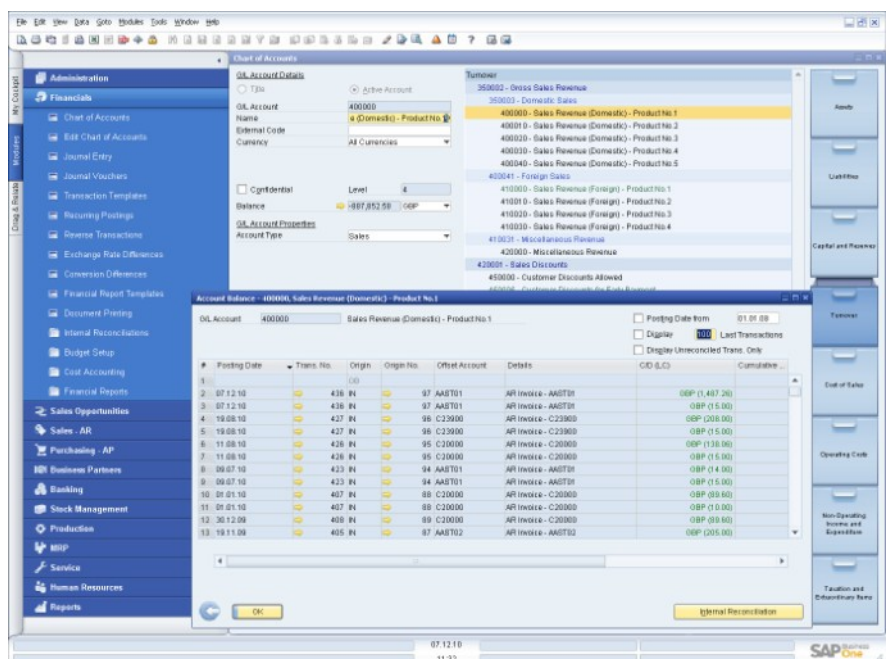 File Edit View Data Goto Modules Tools Window Help
My Cockpit
Modules
Drag & Relate
Administration
Financials
Chart of Accounts
Edit Chart of Accounts
Journal Entry
Journal Vouchers
Transaction Templates
Recurring Postings
Reverse Transactions
Exchange Rate Differences
Conversion Differences
Financial Report Templates
Document Printing
Internal Reconciliations
Budget Setup
Cost Accounting
Financial Reports
Sales Opportunities
Sales - AR
Purchasing - AP
Business Partners
Banking
Stock Management
Production
MRP
Service
Human Resources
Reports
Chart of Accounts
G/L Account Details
Title Active Account
G/L Account 400000
Name e (Domestic) - Product No.1
External Code
Currency All Currencies
Confidential Level 4
Balance GBP
G/L Account Properties
Account Type Sales
Turnover
350002 - Gross Sales Revenue
350003 - Domestic Sales
400000 - Sales Revenue (Domestic) - Product No.1
400010 - Sales Revenue (Domestic) - Product No.2
400020 - Sales Revenue (Domestic) - Product No.3
400030 - Sales Revenue (Domestic) - Product No.4
400040 - Sales Revenue (Domestic) - Product No.5
400041 - Foreign Sales
410000 - Sales Revenue (Foreign) - Product No.1
410010 - Sales Revenue (Foreign) - Product No.2
410020 - Sales Revenue (Foreign) - Product No.3
410030 - Sales Revenue (Foreign) - Product No.4
410031 - Miscellaneous Revenue
420000 - Miscellaneous Revenue
420001 - Sales Discounts
450000 - Customer Discounts Allowed
Assets
Liabilities
Capital and Reserves
Turnover
Cost of Sales
Operating Costs
Non-Operating
Income and
Expenditure
Taxation and
Extraordinary Items
Account Balance - 400000, Sales Revenue (Domestic) - Product No.1
G/L Account 400000 Sales Revenue (Domestic) - Product No.1
Posting Date from 01.01.09
Display 100 Last Transactions
Display Unreconciled Trans. Only
# Posting Date Trans. No. Origin Origin No. Offset Account Details C/D (LC) Cumulative ...
1 OB
2 07.12.10 436 IN 97 AAST01 AR Invoice - AAST01 GBP (1,487.26)
3 07.12.10 436 IN 97 AAST01 AR Invoice - AAST01 GBP (15.00)
4 19.08.10 427 IN 96 C23900 AR Invoice - C23900 GBP (208.00)
5 19.08.10 427 IN 96 C23900 AR Invoice - C23900 GBP (15.00)
6 11.08.10 426 IN 95 C20000 AR Invoice - C20000 GBP (138.06)
7 11.08.10 426 IN 95 C20000 AR Invoice - C20000 GBP (15.00)
8 09.07.10 423 IN 94 AAST01 AR Invoice - AAST01 GBP (14.00)
9 09.07.10 423 IN 94 AAST01 AR Invoice - AAST01 GBP (15.00)
10 01.01.10 407 IN 88 C20000 AR Invoice - C20000 GBP (89.60)
11 01.01.10 407 IN 88 C20000 AR Invoice - C20000 GBP (10.00)
12 30.12.09 408 IN 89 C20000 AR Invoice - C20000 GBP (89.60)
13 19.11.09 405 IN 87 AAST02 AR Invoice - AAST02 GBP (205.00)
OK
Internal Reconciliation
07.12.10
11:33
SAP Business One